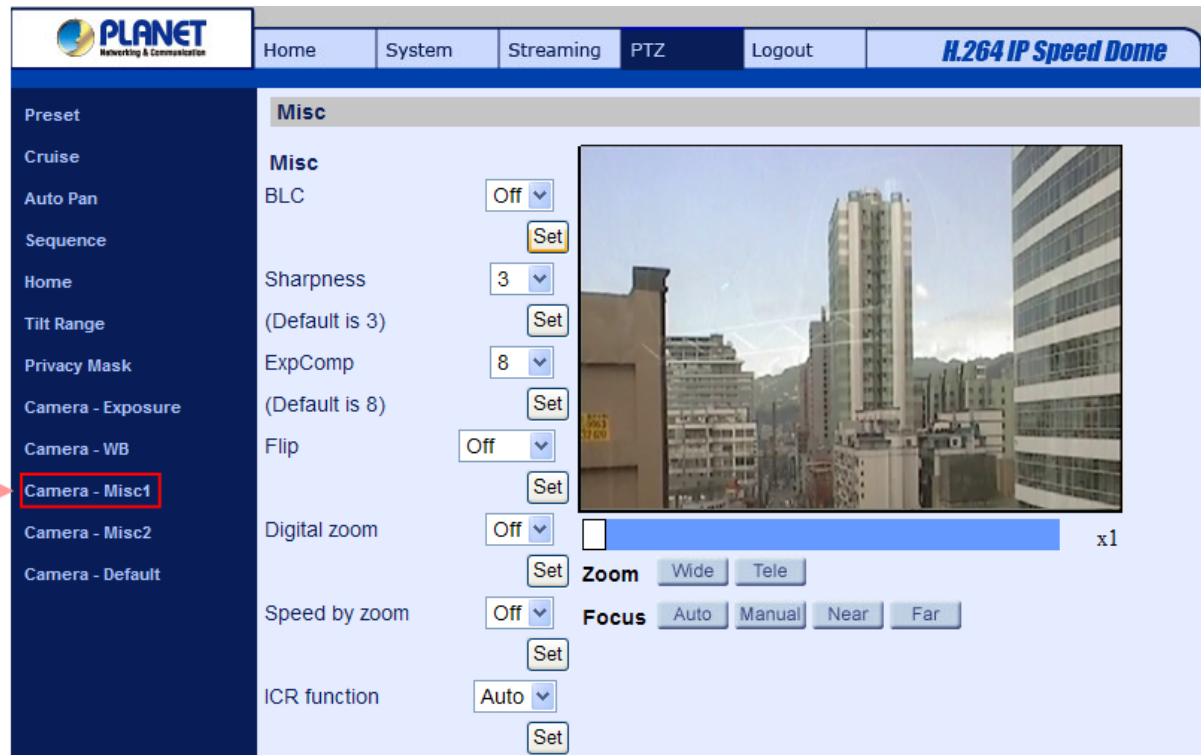 PLANET
Networking & Communication
Home
System
Streaming
PTZ
Logout
H.264 IP Speed Dome
Preset
Cruise
Auto Pan
Sequence
Home
Tilt Range
Privacy Mask
Camera - Exposure
Camera - WB
Camera - Misc1
Camera - Misc2
Camera - Default
Misc
Misc
BLC
Off
Set
Sharpness
3
(Default is 3)
Set
ExpComp
8
(Default is 8)
Set
Flip
Off
Set
Digital zoom
Off
Set
Speed by zoom
Off
Set
ICR function
Auto
Set
x1
Zoom Wide Tele
Focus Auto Manual Near Far